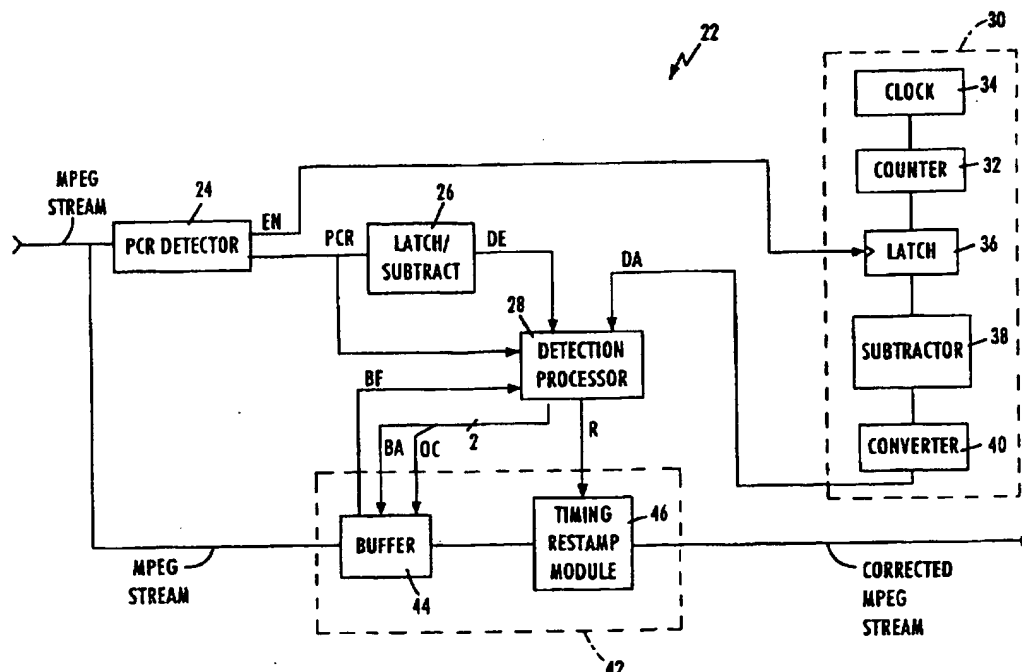 22
30
CLOCK
34
COUNTER
32
MPEG
STREAM
24
PCR DETECTOR
EN
PCR
26
LATCH/
SUBTRACT
DE
DA
LATCH
36
28
DETECTION
PROCESSOR
SUBTRACTOR
38
BF
BA
OC
2
R
CONVERTER
40
BUFFER
44
TIMING
RESTAMP
MODULE
46
MPEG
STREAM
CORRECTED
MPEG
STREAM
42